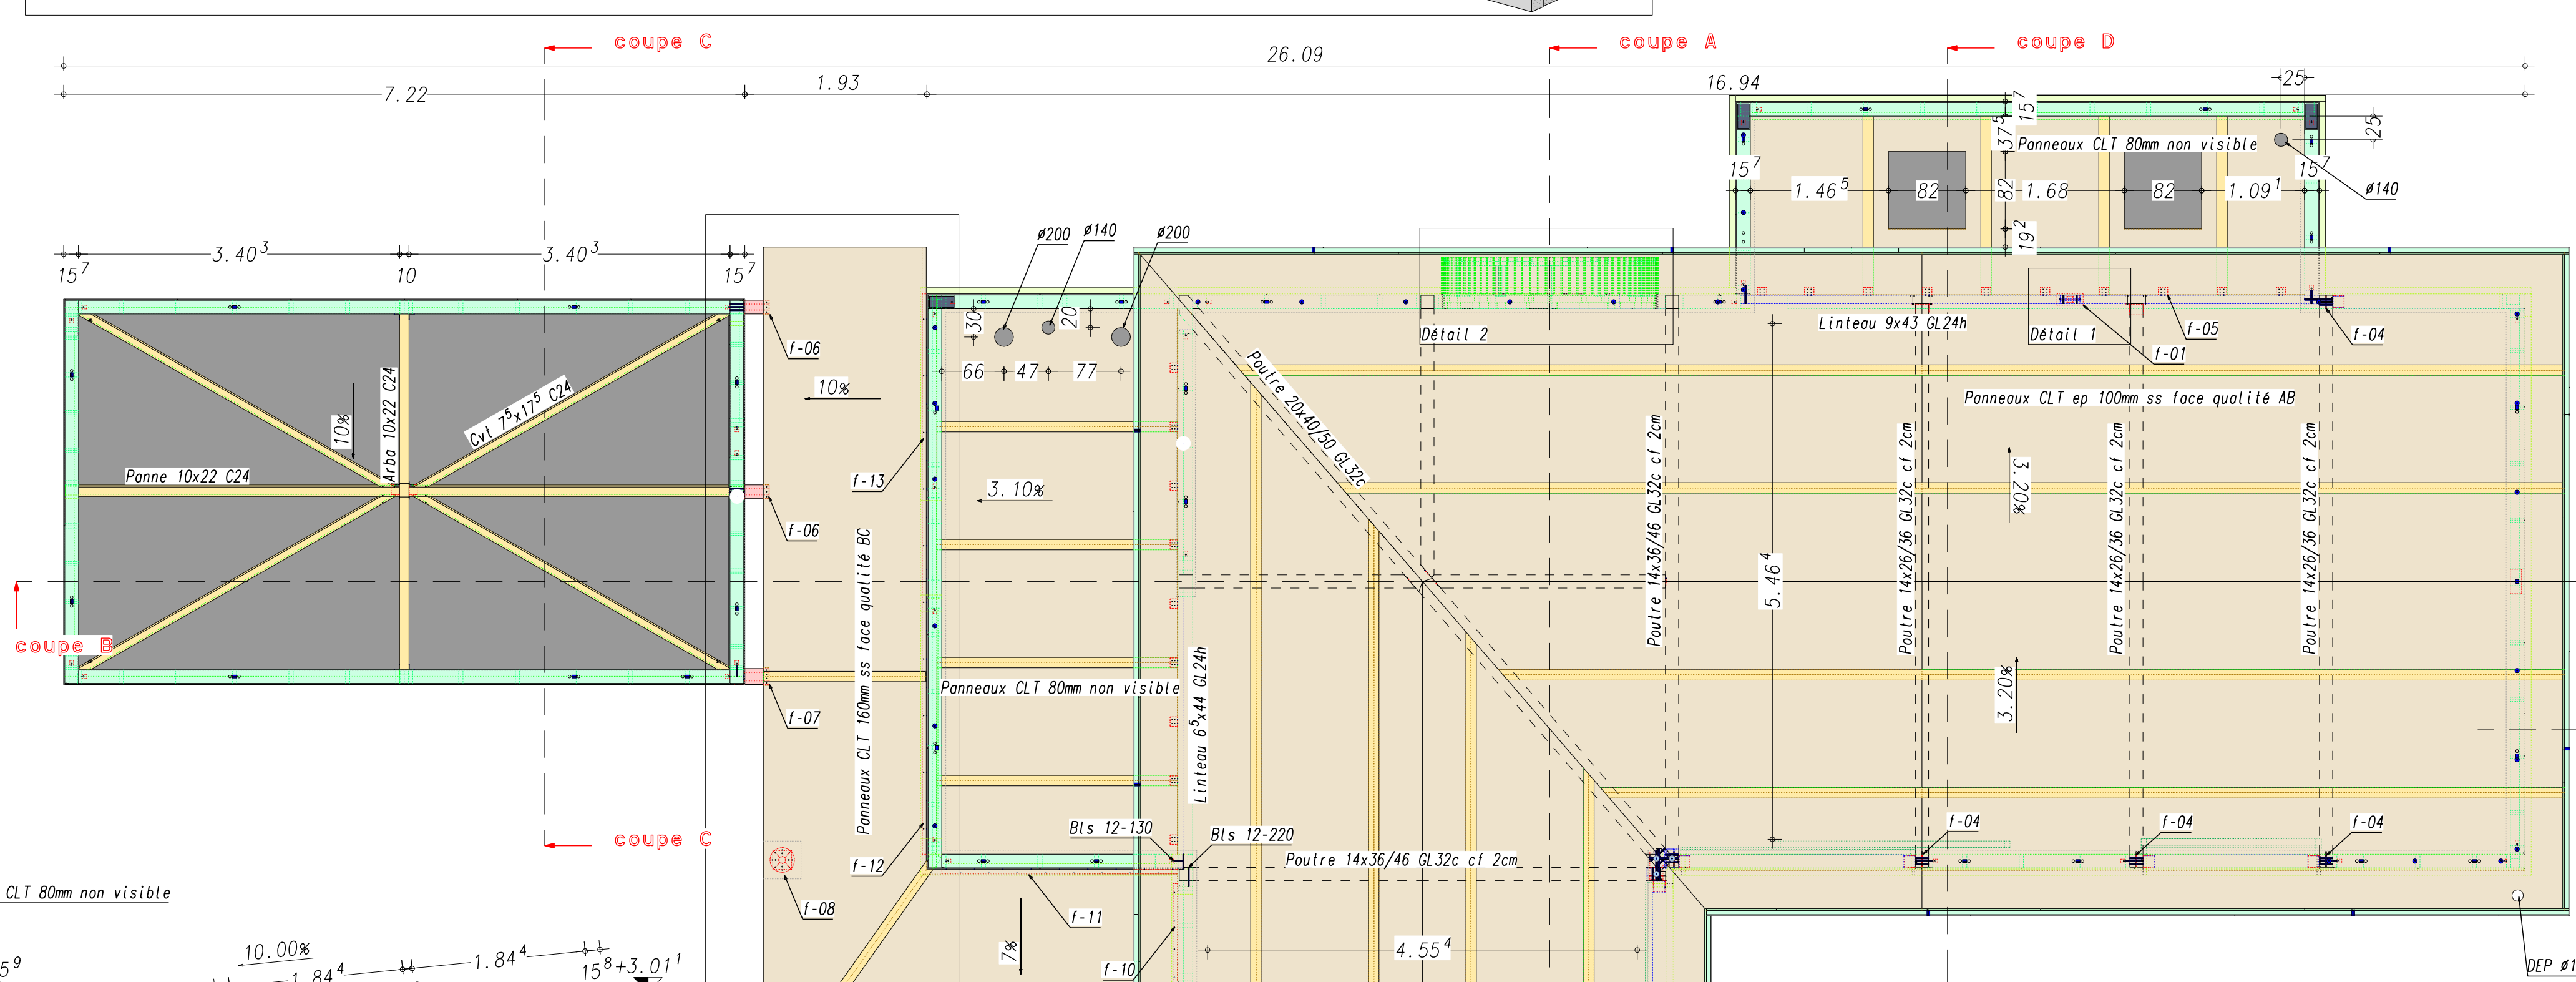 coupe C
coupe A
coupe D
26.09
7.22
1.93
16.94
25
15⁷
37⁵
Panneaux CLT 80mm non visible
25
15⁷
1.46⁵
82
82
1.68
82
1.09¹
15⁷
ø140
19²
15⁷
3.40³
10
3.40³
15⁷
ø200
ø140
ø200
30
20
66
47
77
f-06
10%
Détail 2
Linteau 9x43 GL24h
Détail 1
f-05
f-01
f-04
10%
Arba 10x22 C24
Cvt 7⁵x17⁵ C24
Panne 10x22 C24
Poutre 20x40/50 GL32c
Panneaux CLT ep 100mm ss face qualité AB
f-13
3.10%
f-06
Panneaux CLT 160mm ss face qualité BC
Poutre 14x36/46 GL32c cf 2cm
Poutre 14x26/36 GL32c cf 2cm
Poutre 14x26/36 GL32c cf 2cm
Poutre 14x26/36 GL32c cf 2cm
3.20%
5.46⁴
3.20%
coupe B
Panneaux CLT 80mm non visible
Linteau 6⁵x44 GL24h
f-07
Bls 12-130
Bls 12-220
coupe C
f-12
Poutre 14x36/46 GL32c cf 2cm
f-04
f-04
f-04
CLT 80mm non visible
f-08
f-11
7%
f-10
4.55⁴
DEP ø1
5⁹
10.00%
1.84⁴
1.84⁴
15⁸
+3.01¹